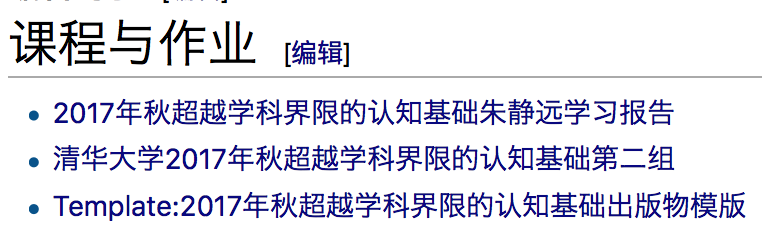 课程与作业 [编辑]
2017年秋超越学科界限的认知基础朱静远学习报告
清华大学2017年秋超越学科界限的认知基础第二组
Template:2017年秋超越学科界限的认知基础出版物模版